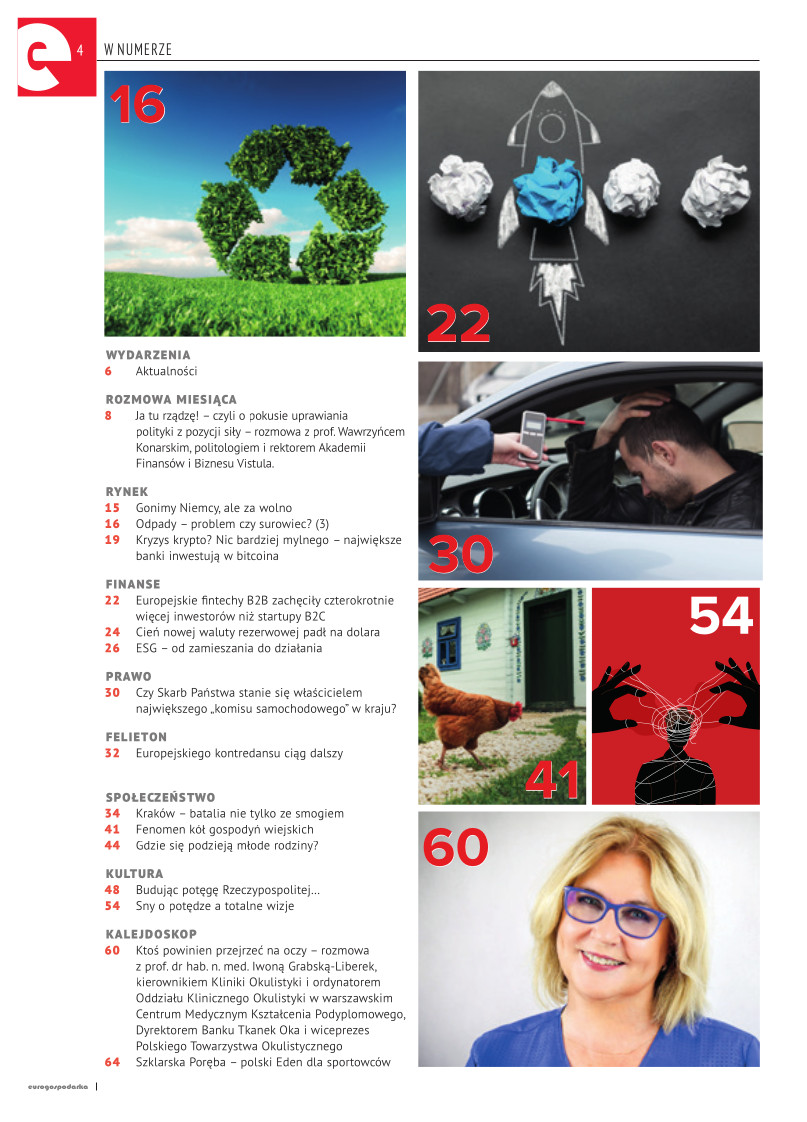 4
W NUMERZE
16
22
30
41
54
60
WYDARZENIA
6 Aktualności
ROZMOWA MIESIĄCA
8 Ja tu rządzę! – czyli o pokusie uprawiania
polityki z pozycji siły – rozmowa z prof. Wawrzyńcem
Konarskim, politologiem i rektorem Akademii
Finansów i Biznesu Vistula.
RYNEK
15 Gonimy Niemcy, ale za wolno
16 Odpady – problem czy surowiec? (3)
19 Kryzys krypto? Nic bardziej mylnego – największe
banki inwestują w bitcoina
FINANSE
22 Europejskie fintechy B2B zachęciły czterokrotnie
więcej inwestorów niż startupy B2C
24 Cień nowej waluty rezerwowej padł na dolara
26 ESG – od zamieszania do działania
PRAWO
30 Czy Skarb Państwa stanie się właścicielem
największego „komisu samochodowego” w kraju?
FELIETON
32 Europejskiego kontredansu ciąg dalszy
SPOŁECZEŃSTWO
34 Kraków – batalia nie tylko ze smogiem
41 Fenomen kół gospodyń wiejskich
44 Gdzie się podzieją młode rodziny?
KULTURA
48 Budując potęgę Rzeczypospolitej...
54 Sny o potędze a totalne wizje
KALEJDOSKOP
60 Ktoś powinien przejrzeć na oczy – rozmowa
z prof. dr hab. n. med. Iwoną Grabską-Liberek,
kierownikiem Kliniki Okulistyki i ordynatorem
Oddziału Klinicznego Okulistyki w warszawskim
Centrum Medycznym Kształcenia Podyplomowego,
Dyrektorem Banku Tkanek Oka i wiceprezes
Polskiego Towarzystwa Okulistycznego
64 Szklarska Poręba – polski Eden dla sportowców
eurogospodarka